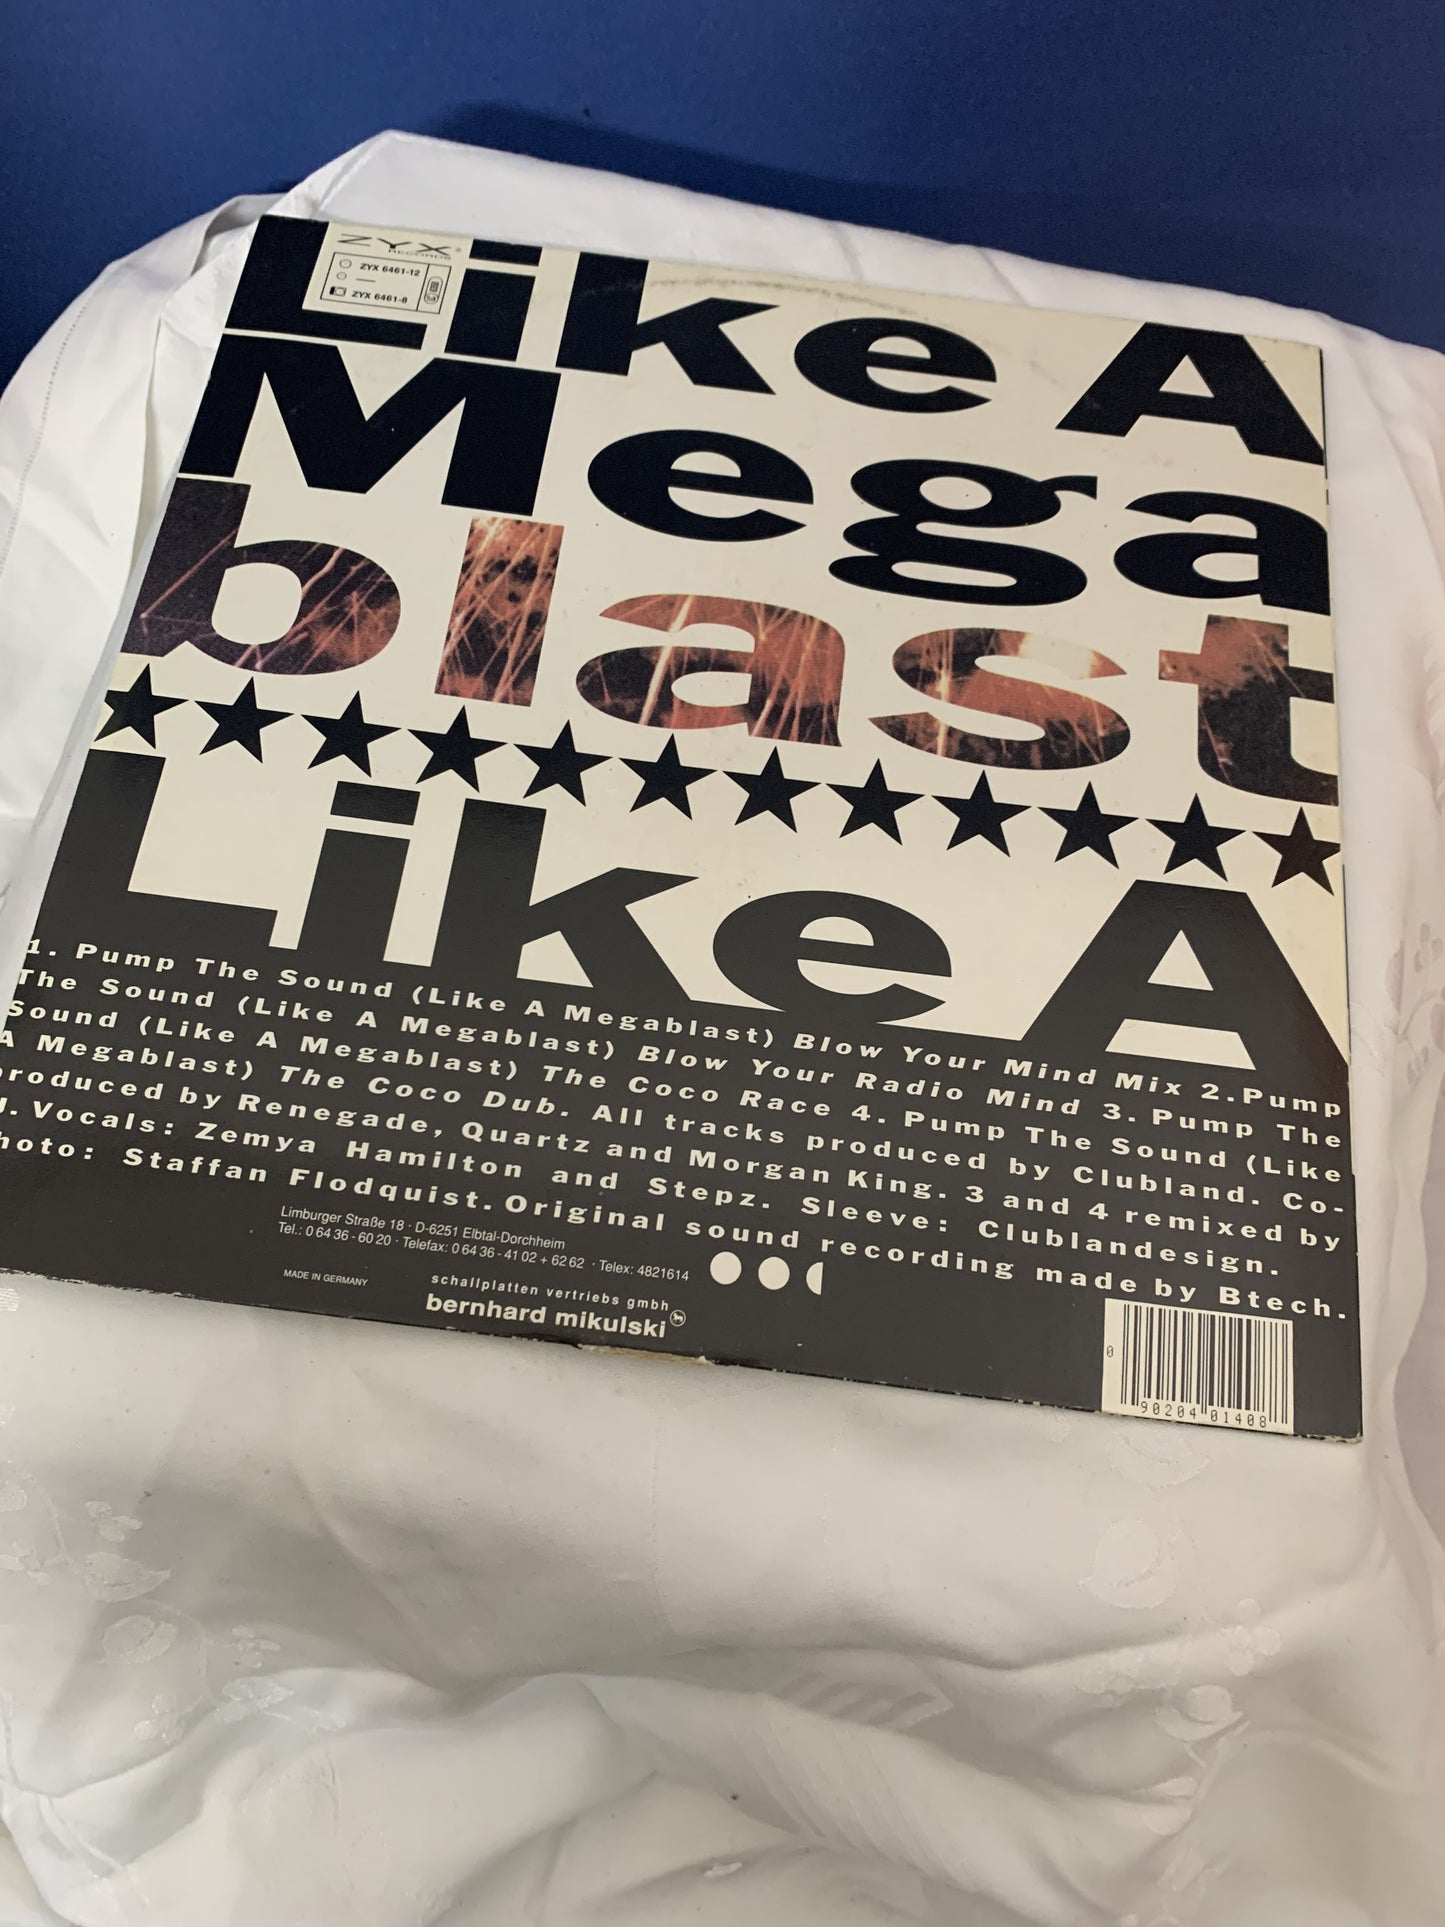 ZYX®
RECORDS
ZYX 6461-12
—
ZYX 6461-8
Like A
Mega
blast
Like A
1. Pump The Sound (Like A Megablast) Blow Your Mind Mix 2.Pump
The Sound (Like A Megablast) Blow Your Radio Mind 3. Pump The
Sound (Like A Megablast) The Coco Race 4. Pump The Sound (Like
A Megablast) The Coco Dub. All tracks produced by Clubland. Co-
produced by Renegade, Quartz and Morgan King. 3 and 4 remixed by
J. Vocals: Zemya Hamilton and Stepz. Sleeve: Clublandesign.
hoto: Staffan Flodquist. Original sound recording made by Btech.
Limburger Straße 18 · D-6251 Elbtal-Dorchheim
Tel.: 0 64 36 - 60 20 · Telefax: 0 64 36 - 41 02 + 62 62 · Telex: 4821614
MADE IN GERMANY
schallplatten vertriebs gmbh
bernhard mikulski
0 90204 01408